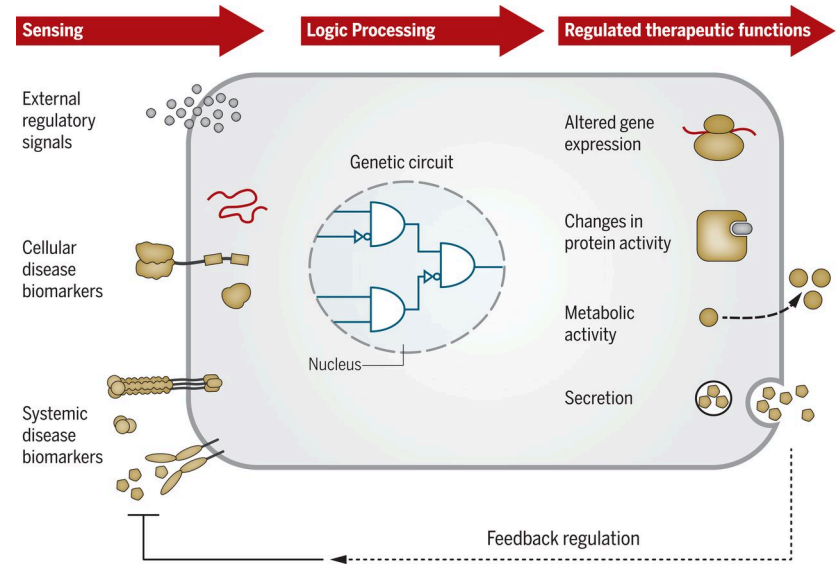 Sensing
Logic Processing
Regulated therapeutic functions
External
regulatory
signals
Cellular
disease
biomarkers
Systemic
disease
biomarkers
Genetic circuit
Nucleus
Altered gene
expression
Changes in
protein activity
Metabolic
activity
Secretion
Feedback regulation